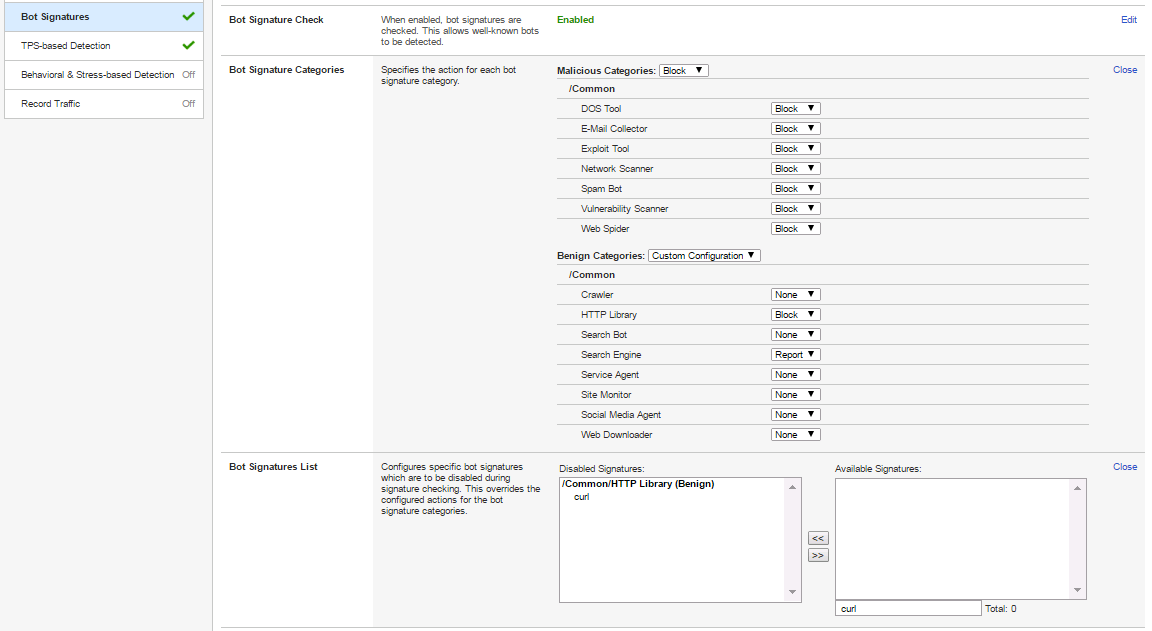 Bot Signatures
TPS-based Detection
Behavioral & Stress-based Detection Off
Record Traffic Off
Bot Signature Check
When enabled, bot signatures are
checked. This allows well-known bots
to be detected.
Enabled
Edit
Bot Signature Categories
Specifies the action for each bot
signature category.
Malicious Categories: Block
Close
/Common
DOS Tool Block
E-Mail Collector Block
Exploit Tool Block
Network Scanner Block
Spam Bot Block
Vulnerability Scanner Block
Web Spider Block
Benign Categories: Custom Configuration
/Common
Crawler None
HTTP Library Block
Search Bot None
Search Engine Report
Service Agent None
Site Monitor None
Social Media Agent None
Web Downloader None
Bot Signatures List
Configures specific bot signatures
which are to be disabled during
signature checking. This overrides the
configured actions for the bot
signature categories.
Disabled Signatures:
/Common/HTTP Library (Benign)
curl
<<
>>
Available Signatures:
curl
Total: 0
Close